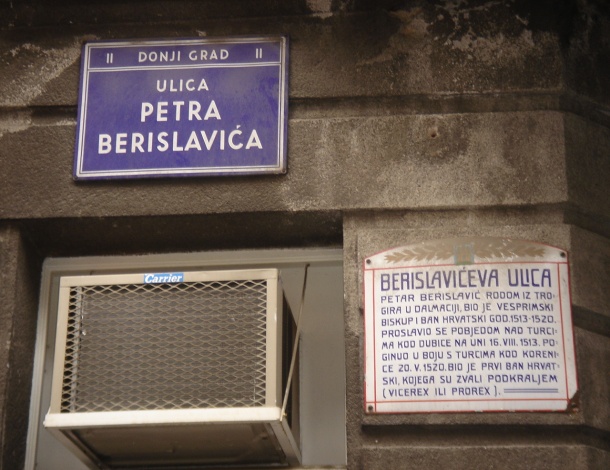 II DONJI GRAD II
ULICA
PETRA
BERISLAVIĆA
Carrier
BERISLAVIĆEVA ULICA
PETAR BERISLAVIĆ, RODOM IZ TRO-
GIRA U DALMACIJI, BIO JE VESPRIMSKI
BISKUP I BAN HRVATSKI GOD. 1513-1520.
PROSLAVIO SE POBJEDOM NAD TURCI-
MA KOD DUBICE NA UNI 16. VIII. 1513. PO-
GINUO U BOJU S TURCIMA KOD KORENI-
CE 20. V. 1520. BIO JE PRVI BAN HRVAT-
SKI, KOJEGA SU ZVALI PODKRALJEM
(VICEREX ILI PROREX).